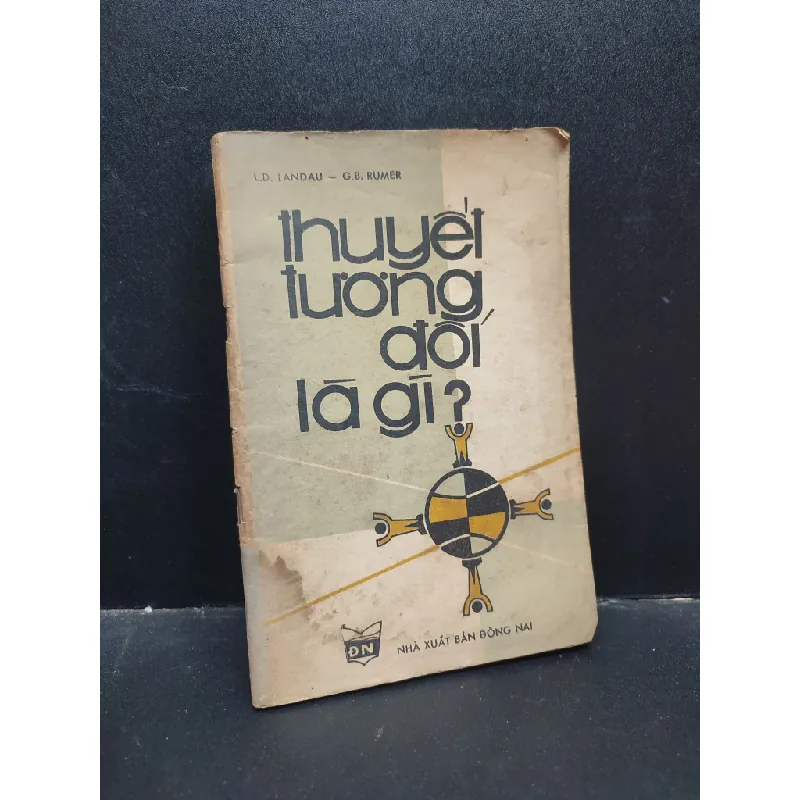 L.D. LANDAU – G.B. RUMER
thuyết
tương
đối
là gì?
ĐN
NHÀ XUẤT BẢN ĐỒNG NAI